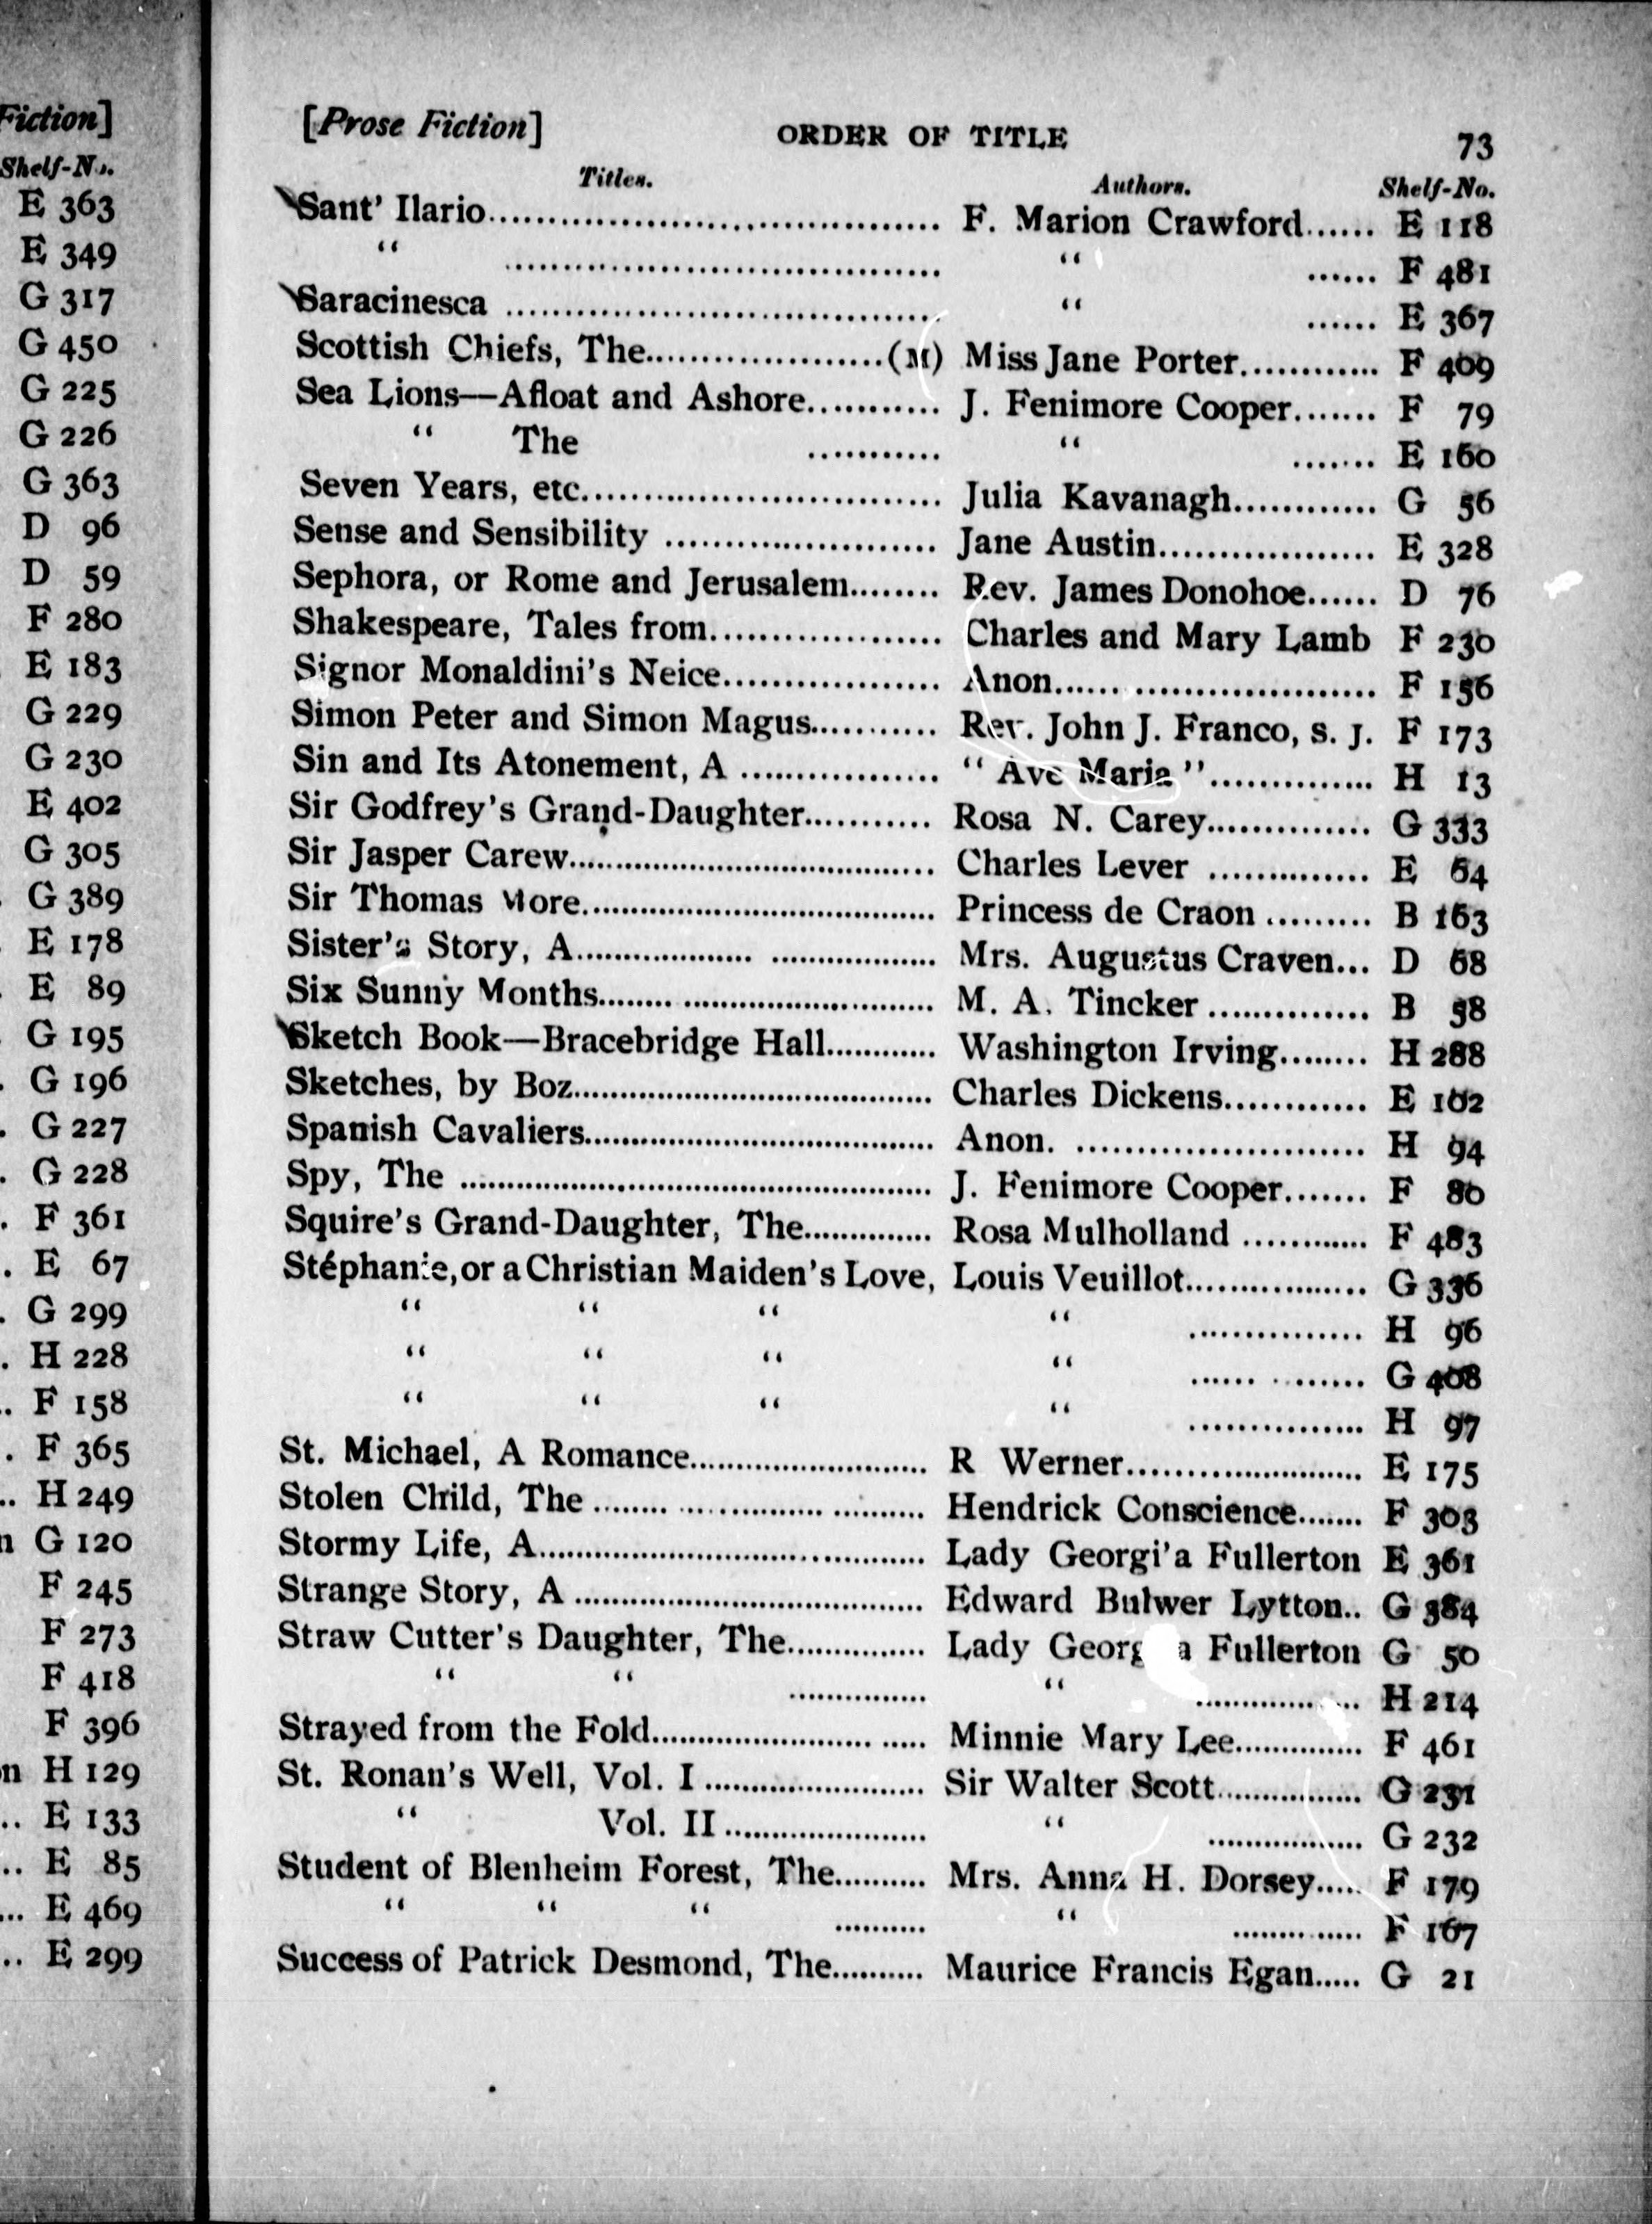 Fiction]
Shelf-No.
E 363
E 349
G 317
G 450
G 225
G 226
G 363
D 96
D 59
F 280
E 183
G 229
G 230
E 402
G 305
G 389
E 178
E 89
G 195
G 196
G 227
G 228
F 361
E 67
G 299
H 228
F 158
F 365
H 249
n G 120
F 245
F 273
F 418
F 396
n H 129
E 133
E 85
E 469
E 299
[Prose Fiction] ORDER OF TITLE 73
Titles. Authors. Shelf-No.
Sant' Ilario........ F. Marion Crawford...... E 118
" ........ " ...... F 481
Saracinesca ........ " ...... E 367
Scottish Chiefs, The........(M) Miss Jane Porter........ F 409
Sea Lions—Afloat and Ashore........ J. Fenimore Cooper....... F 79
" The ........ " ....... E 160
Seven Years, etc........ Julia Kavanagh........ G 56
Sense and Sensibility ........ Jane Austin........ E 328
Sephora, or Rome and Jerusalem........ Rev. James Donohoe...... D 76
Shakespeare, Tales from........ Charles and Mary Lamb F 230
Signor Monaldini's Neice........ Anon........ F 156
Simon Peter and Simon Magus........ Rev. John J. Franco, S. J. F 173
Sin and Its Atonement, A ........ "Ave Maria"........ H 13
Sir Godfrey's Grand-Daughter........ Rosa N. Carey........ G 333
Sir Jasper Carew........ Charles Lever ........ E 64
Sir Thomas More........ Princess de Craon ........ B 163
Sister's Story, A........ Mrs. Augustus Craven... D 68
Six Sunny Months........ M. A. Tincker ........ B 58
Sketch Book—Bracebridge Hall........ Washington Irving........ H 288
Sketches, by Boz........ Charles Dickens........ E 102
Spanish Cavaliers........ Anon. ........ H 94
Spy, The ........ J. Fenimore Cooper....... F 80
Squire's Grand-Daughter, The........ Rosa Mulholland ........ F 483
Stéphanie, or a Christian Maiden's Love, Louis Veuillot........ G 336
" " " " ........ H 96
" " " " ........ G 408
" " " " ........ H 97
St. Michael, A Romance........ R Werner........ E 175
Stolen Child, The ........ Hendrick Conscience....... F 303
Stormy Life, A........ Lady Georgi'a Fullerton E 361
Strange Story, A ........ Edward Bulwer Lytton.. G 384
Straw Cutter's Daughter, The........ Lady Georg a Fullerton G 50
" " ........ " ........ H 214
Strayed from the Fold........ Minnie Mary Lee........ F 461
St. Ronan's Well, Vol. I ........ Sir Walter Scott........ G 231
" Vol. II ........ " ........ G 232
Student of Blenheim Forest, The........ Mrs. Anna H. Dorsey..... F 179
" " " ........ " ........ F 167
Success of Patrick Desmond, The........ Maurice Francis Egan..... G 21